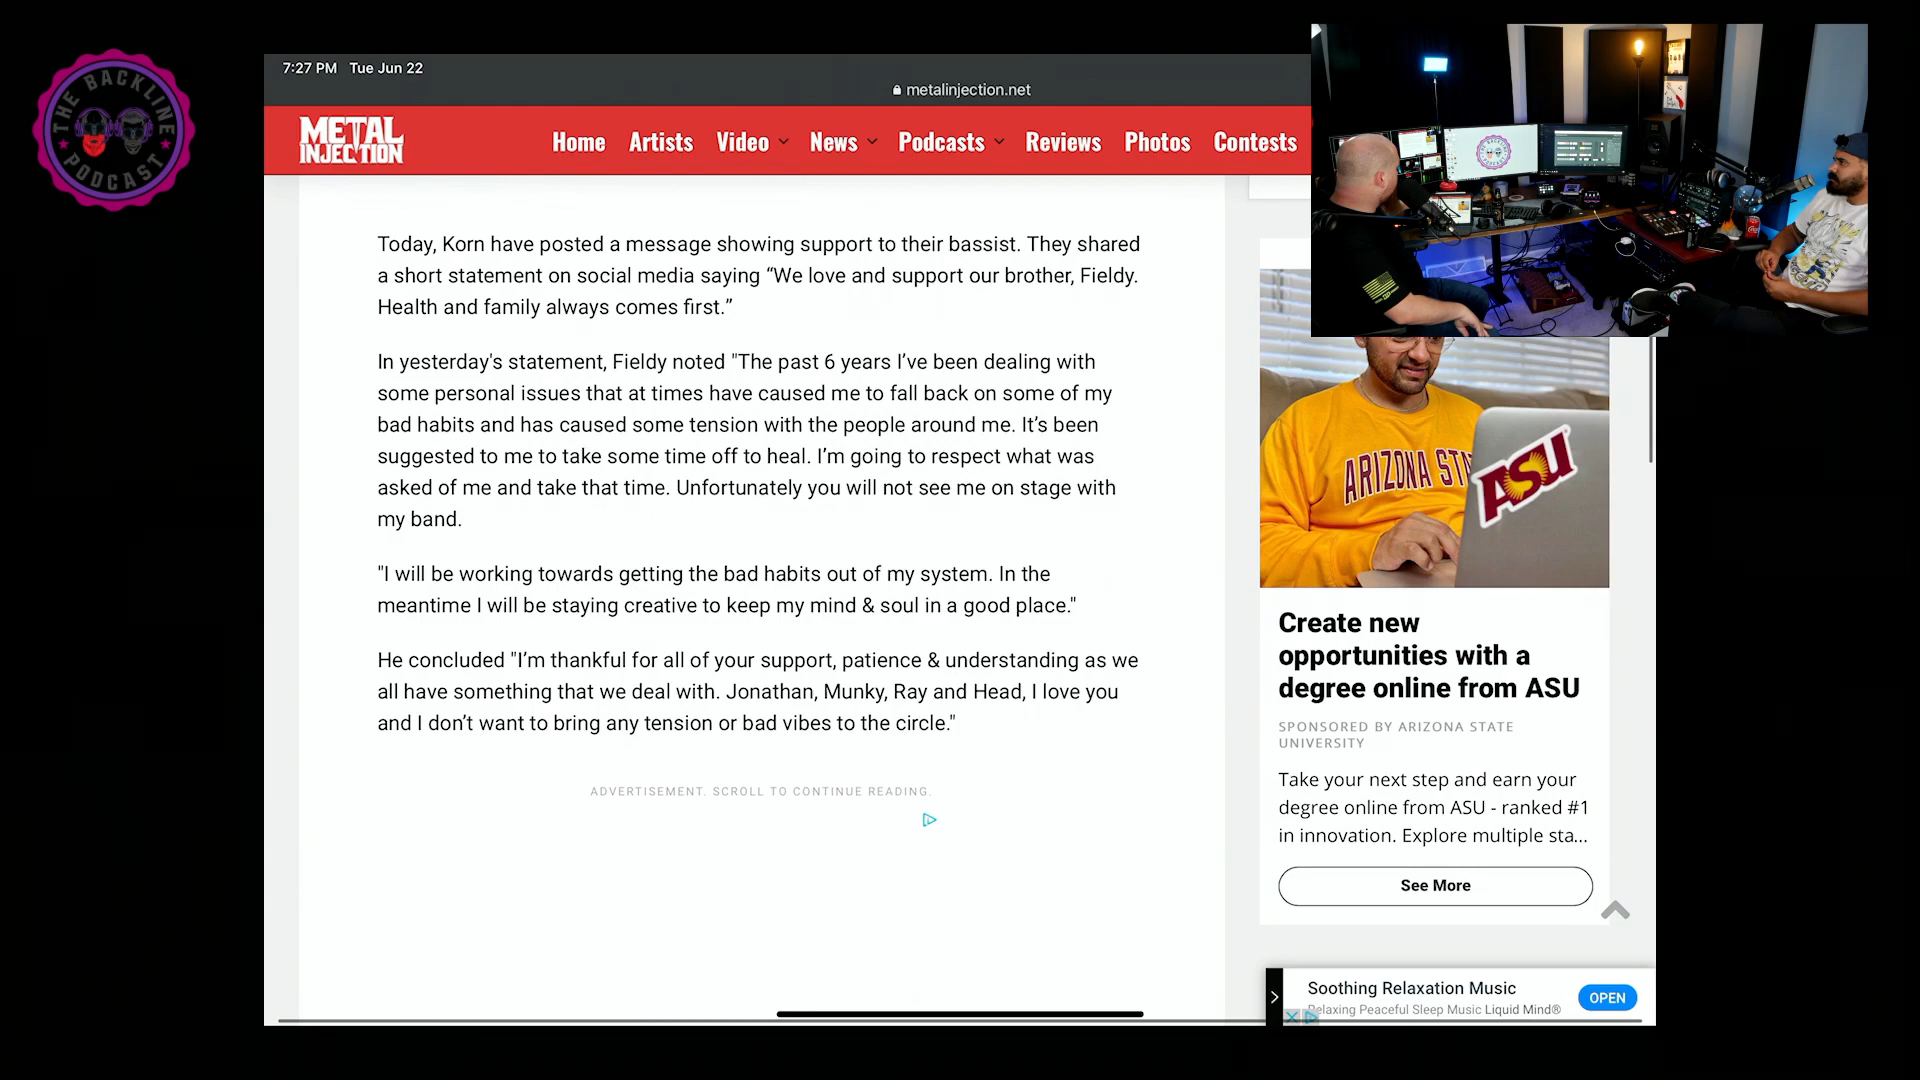 THE BACKLINE
PODCAST
7:27 PM Tue Jun 22
metalinjection.net
METAL
INJECTION
Home Artists Video News Podcasts Reviews Photos Contests
Today, Korn have posted a message showing support to their bassist. They shared
a short statement on social media saying “We love and support our brother, Fieldy.
Health and family always comes first.”
In yesterday's statement, Fieldy noted "The past 6 years I’ve been dealing with
some personal issues that at times have caused me to fall back on some of my
bad habits and has caused some tension with the people around me. It’s been
suggested to me to take some time off to heal. I’m going to respect what was
asked of me and take that time. Unfortunately you will not see me on stage with
my band.
"I will be working towards getting the bad habits out of my system. In the
meantime I will be staying creative to keep my mind & soul in a good place."
He concluded "I’m thankful for all of your support, patience & understanding as we
all have something that we deal with. Jonathan, Munky, Ray and Head, I love you
and I don’t want to bring any tension or bad vibes to the circle."
ADVERTISEMENT. SCROLL TO CONTINUE READING.
ARIZONA STA
ASU
Create new
opportunities with a
degree online from ASU
SPONSORED BY ARIZONA STATE
UNIVERSITY
Take your next step and earn your
degree online from ASU - ranked #1
in innovation. Explore multiple sta...
See More
Soothing Relaxation Music
Relaxing Peaceful Sleep Music Liquid Mind®
OPEN